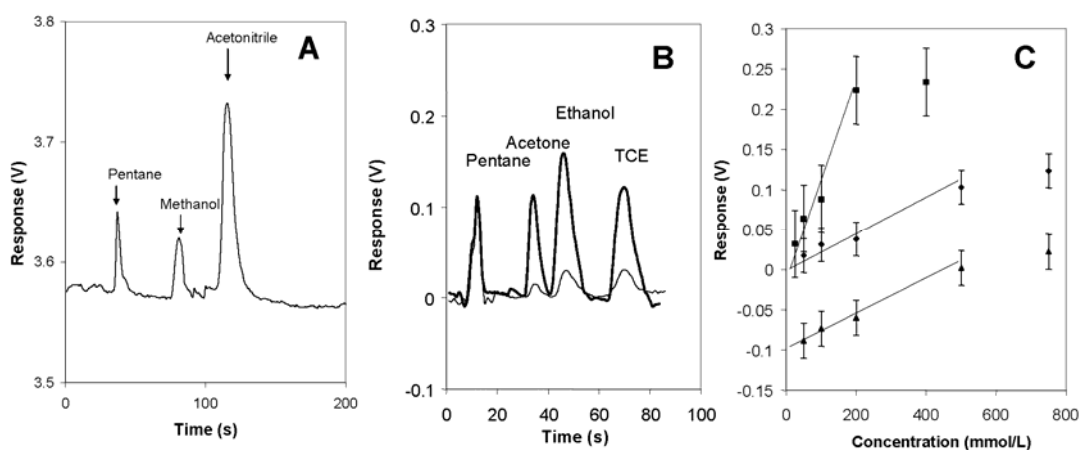 A
3.8
3.7
3.6
3.5
Response (V)
Pentane
Methanol
Acetonitrile
0
100
200
Time (s)
B
0.3
0.2
0.1
0
-0.1
Response (V)
Pentane
Acetone
Ethanol
TCE
0
20
40
60
80
100
Time (s)
C
0.3
0.25
0.2
0.15
0.1
0.05
0
-0.05
-0.1
-0.15
Response (V)
0
200
400
600
800
Concentration (mmol/L)